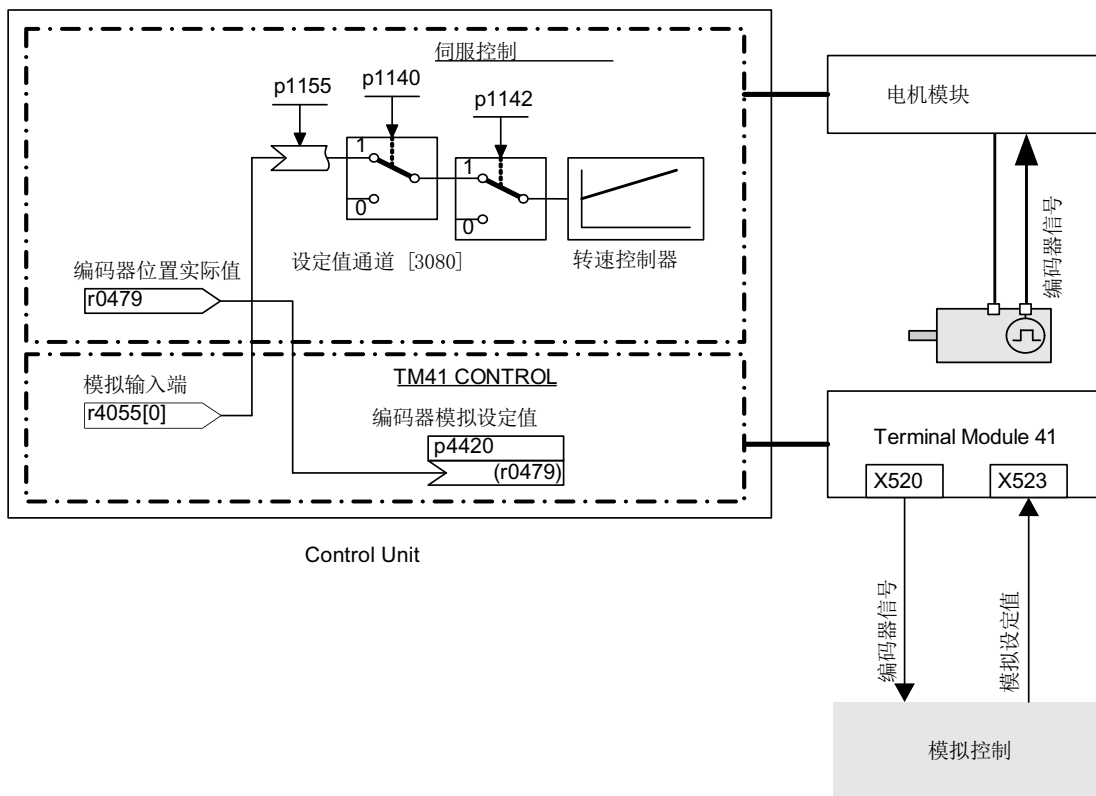 伺服控制
p1155
p1140
p1142
1
0
1
0
设定值通道 [3080]
转速控制器
编码器位置实际值
r0479
TM41 CONTROL
模拟输入端
r4055[0]
编码器模拟设定值
p4420
(r0479)
Control Unit
电机模块
编码器信号
Terminal Module 41
X520
X523
编码器信号
模拟设定值
模拟控制